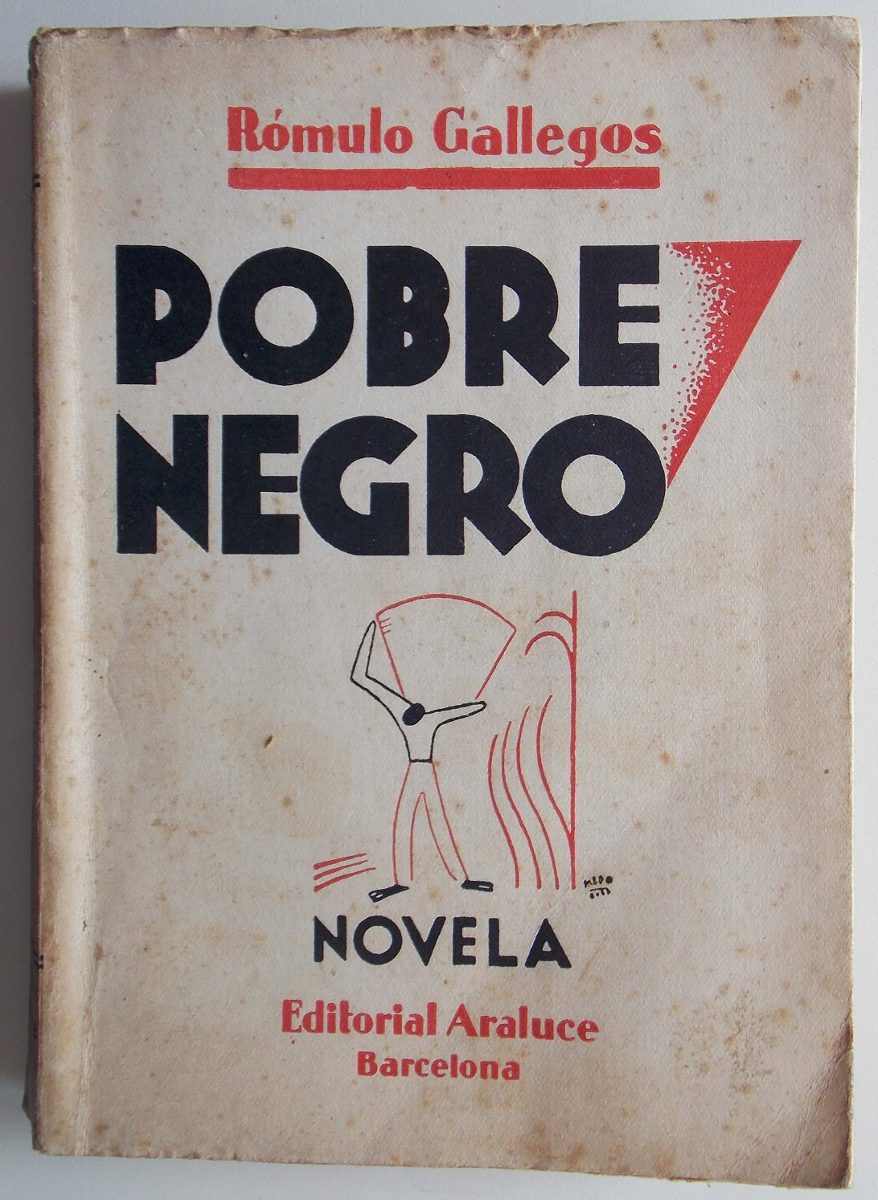 Rómulo Gallegos
POBRE
NEGRO
NOVELA
Editorial Araluce
Barcelona